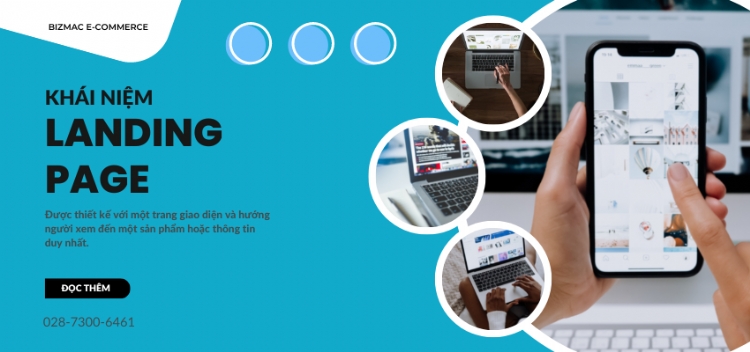 BIZMAC E-COMMERCE
KHÁI NIỆM
LANDING
PAGE
Được thiết kế với một trang giao diện và hướng
người xem đến một sản phẩm hoặc thông tin
duy nhất.
ĐỌC THÊM
028-7300-6461